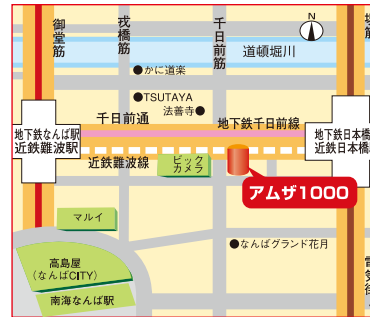 御堂筋
戎橋筋
千日前筋
堺筋
N
道頓堀川
●かに道楽
●TSUTAYA
法善寺●
千日前通
地下鉄千日前線
地下鉄なんば駅
近鉄難波駅
地下鉄日本橋
近鉄日本橋
近鉄難波線
ビック
カメラ
アムザ1000
マルイ
●なんばグランド花月
高島屋
(なんばCITY)
南海なんば駅
電気街